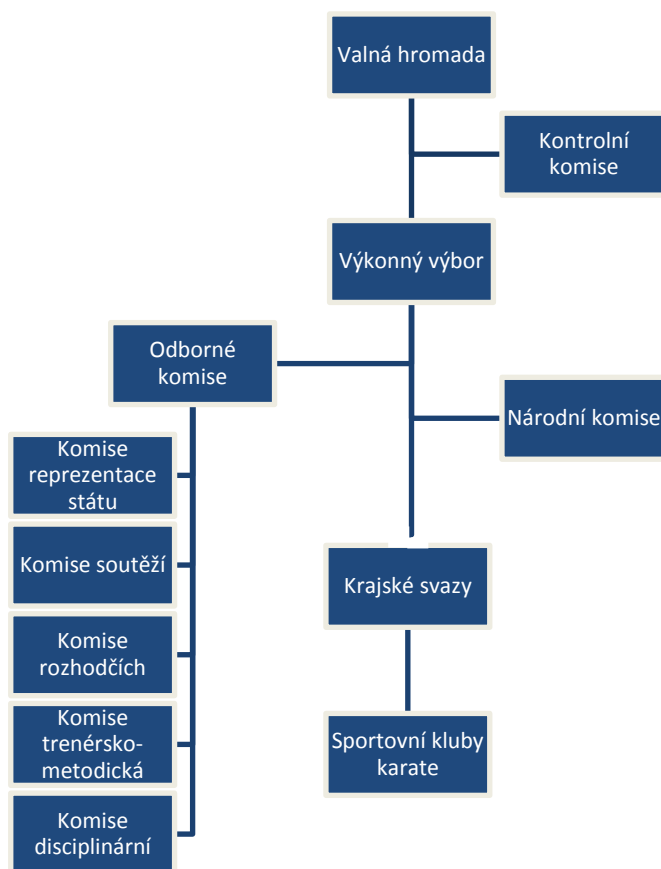 Valná hromada
Kontrolní
komise
Výkonný výbor
Odborné
komise
Národní komise
Komise
reprezentace
státu
Komise soutěží
Komise
rozhodčích
Komise
trenérsko-
metodická
Komise
disciplinární
Krajské svazy
Sportovní kluby
karate